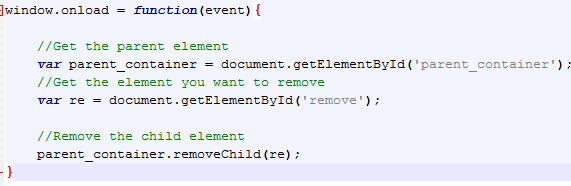 window.onload = function(event){
//Get the parent element
var parent_container = document.getElementById('parent_container');
//Get the element you want to remove
var re = document.getElementById('remove');
//Remove the child element
parent_container.removeChild(re);
}